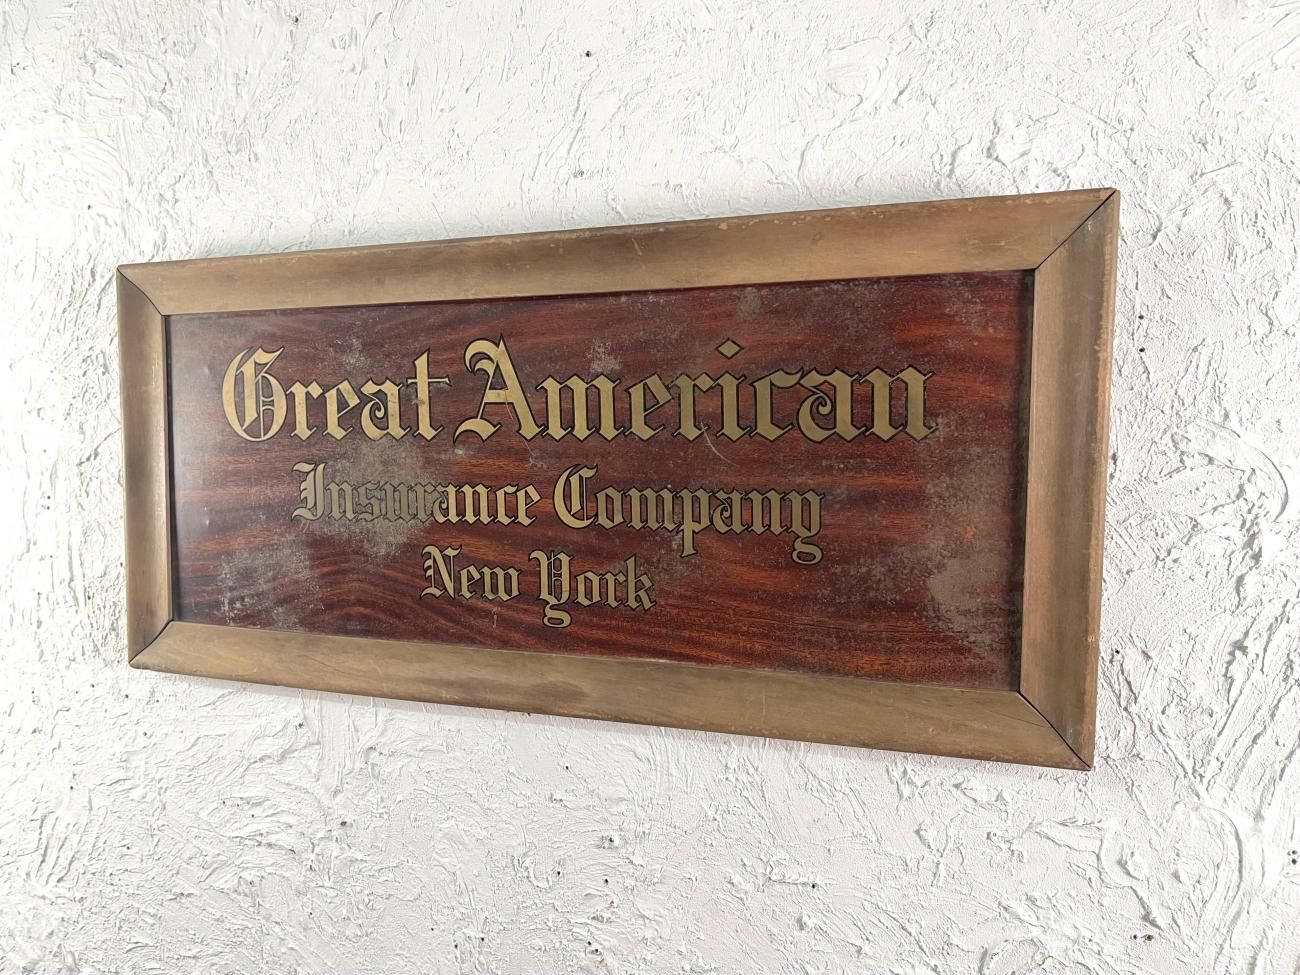 Great American
Insurance Company
New York